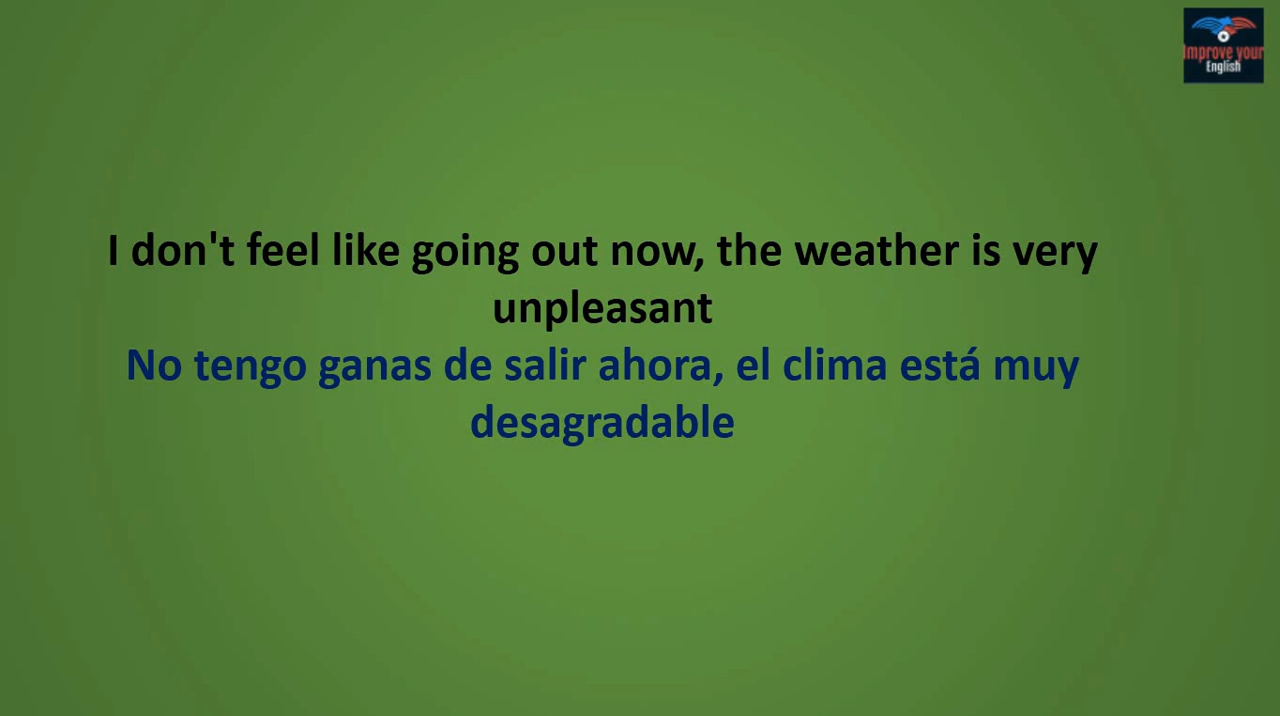 Improve your
English
I don't feel like going out now, the weather is very
unpleasant
No tengo ganas de salir ahora, el clima está muy
desagradable